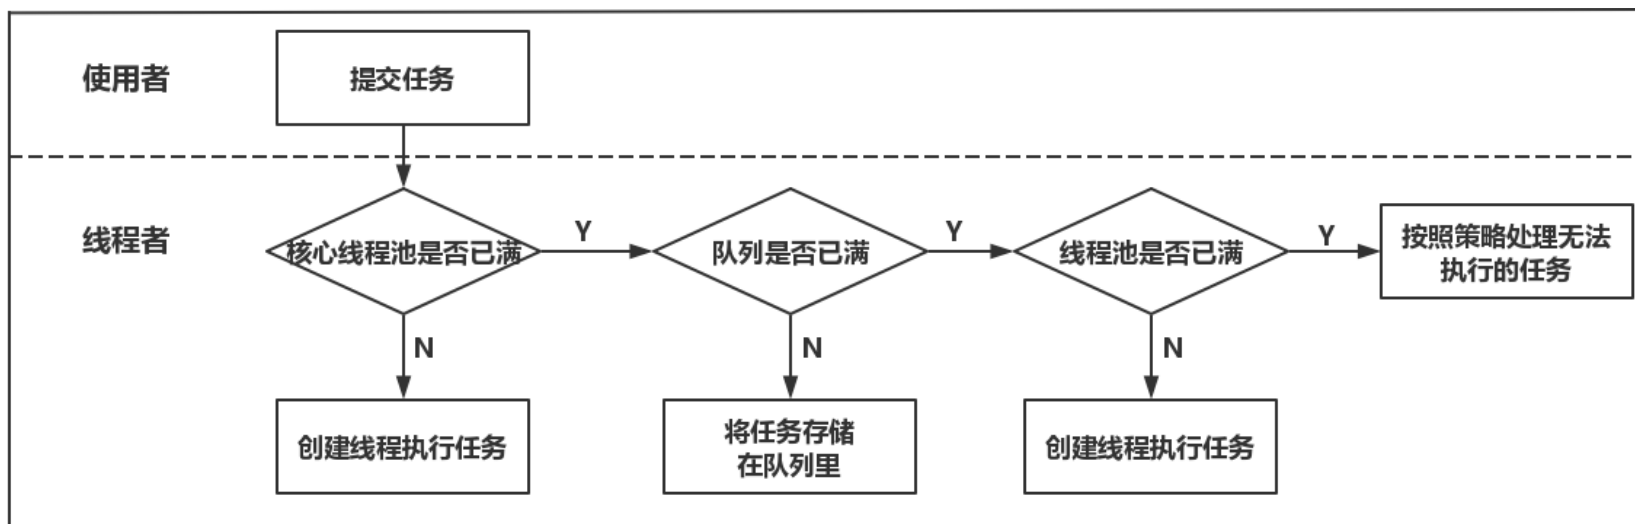 使用者
提交任务
线程者
核心线程池是否已满
Y
队列是否已满
Y
线程池是否已满
Y
按照策略处理无法
执行的任务
N
N
N
创建线程执行任务
将任务存储
在队列里
创建线程执行任务